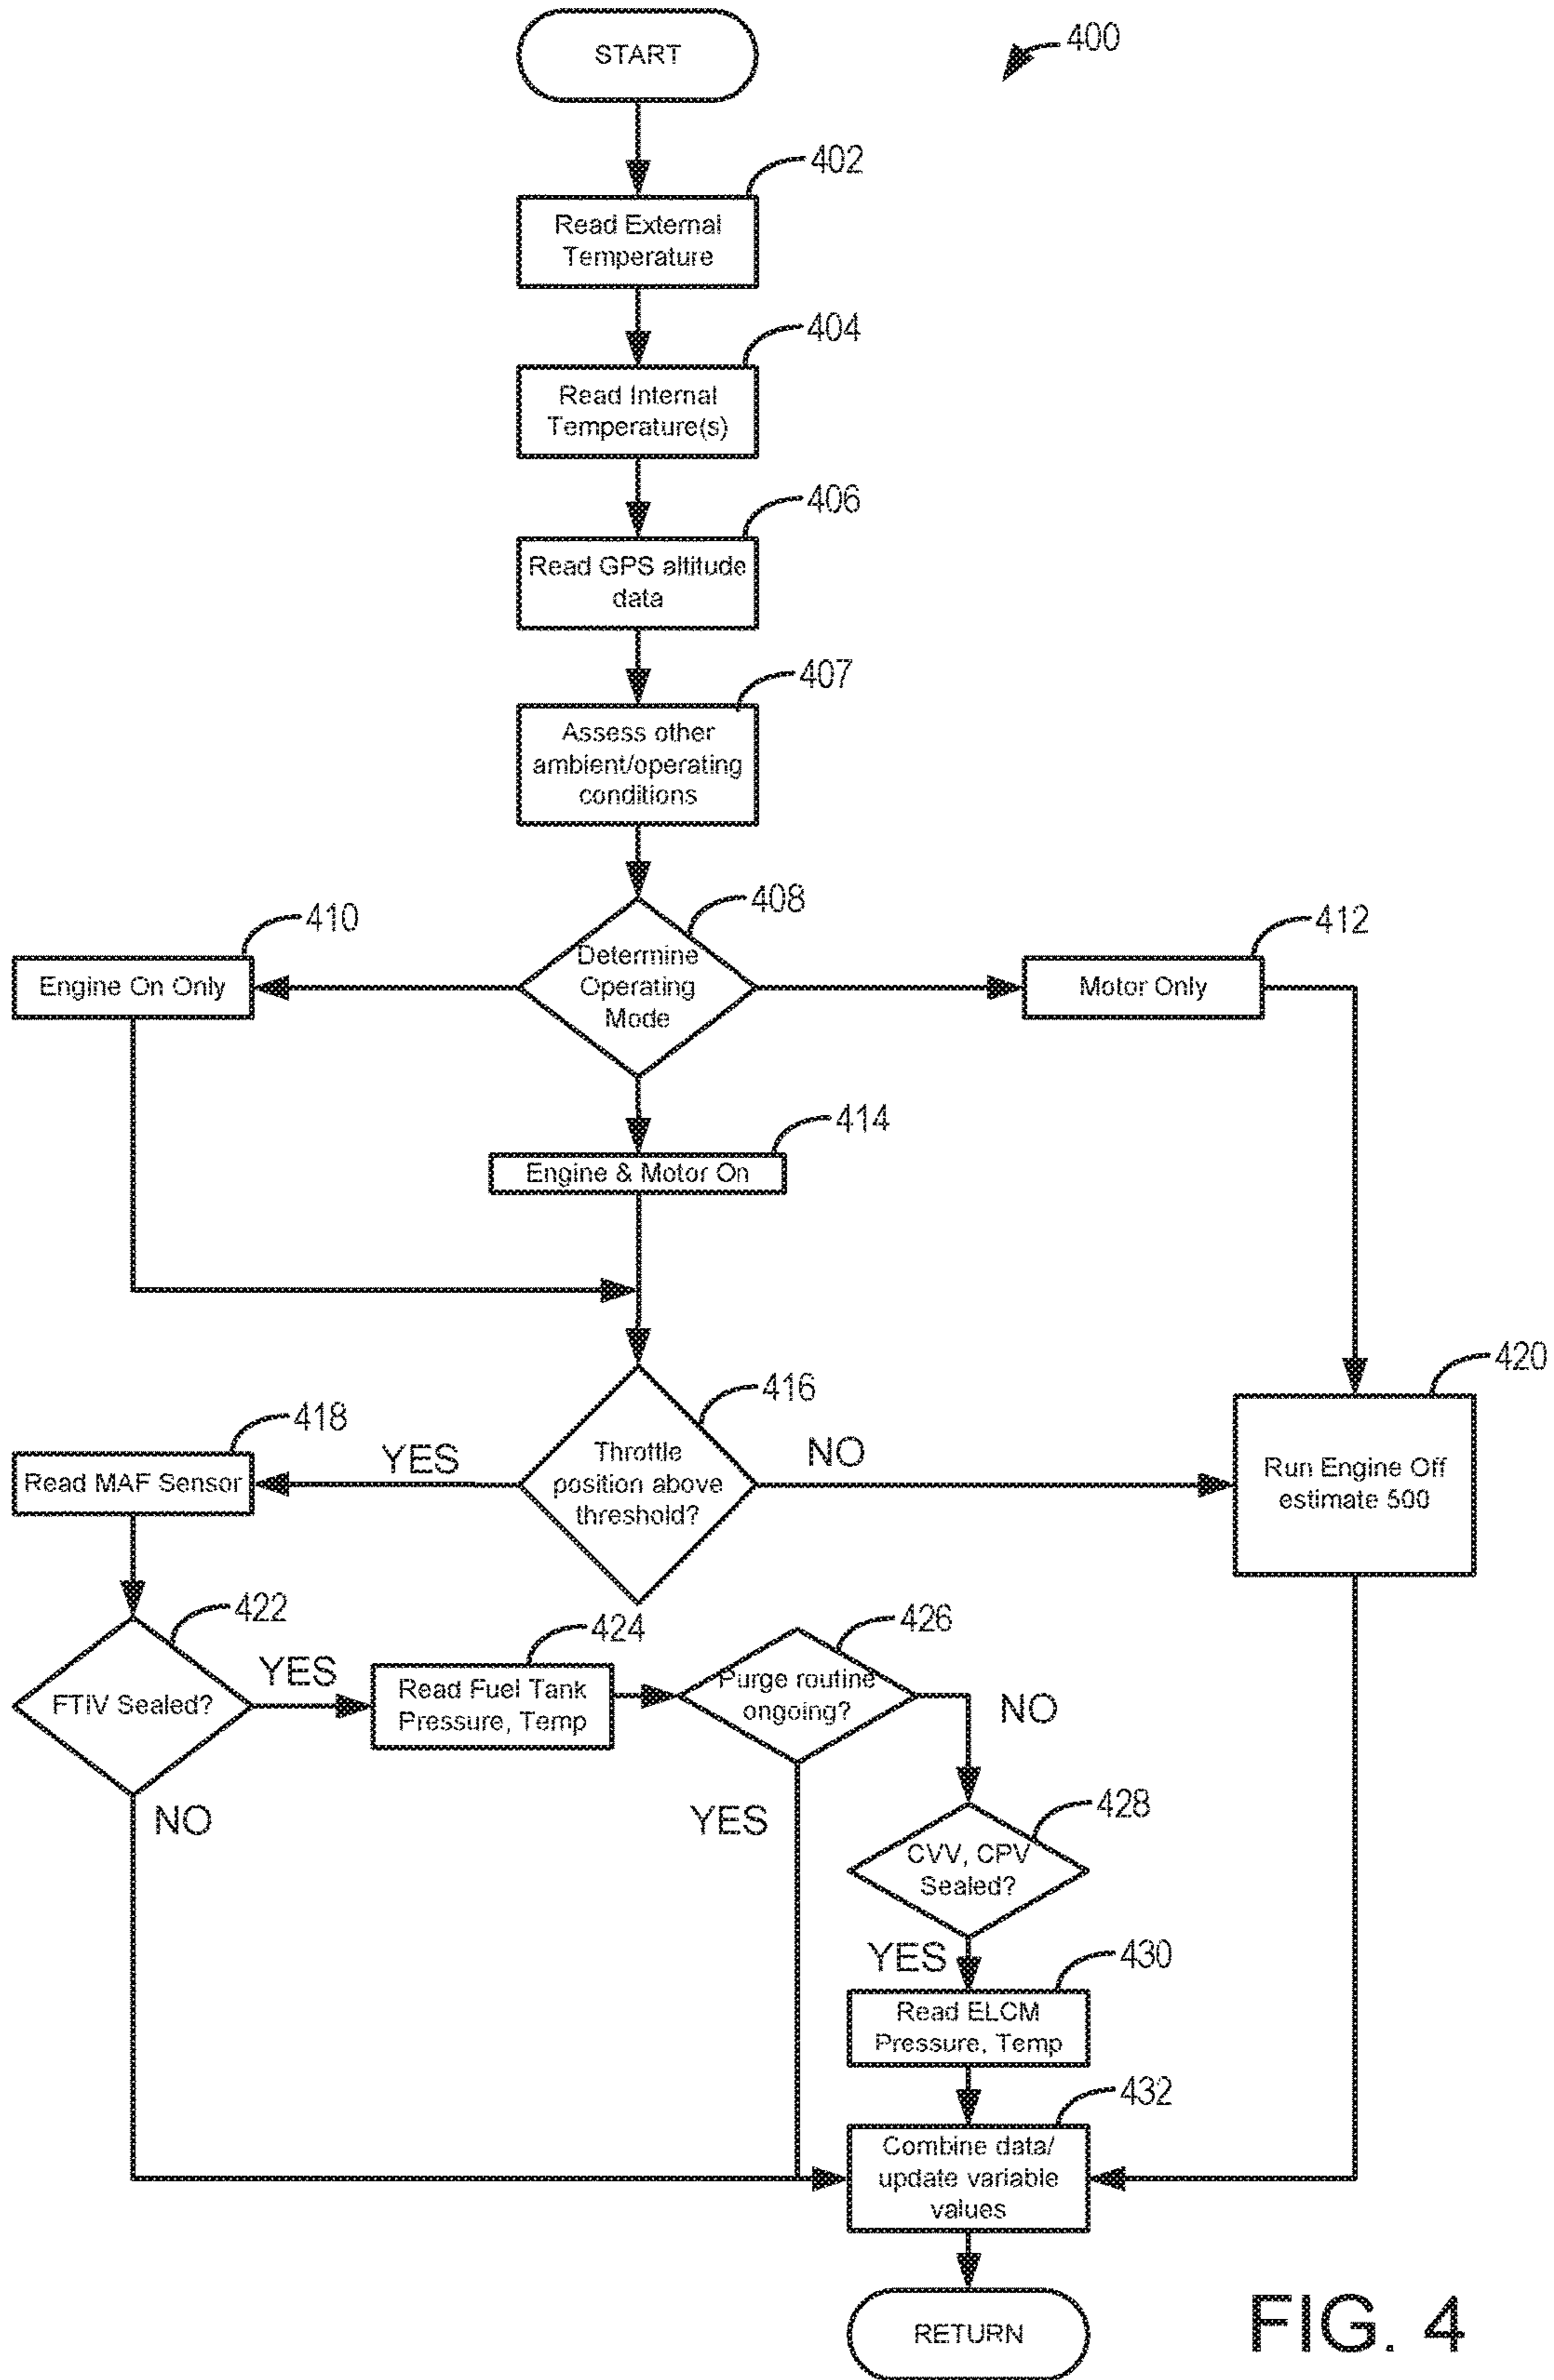 START
400
402
Read External
Temperature
404
Read Internal
Temperature(s)
406
Read GPS altitude
data
407
Assess other
ambient/operating
conditions
408
410
412
Determine
Operating
Mode
Engine On Only
Motor Only
414
Engine & Motor On
416
418
420
YES
NO
Throttle
position above
threshold?
Read MAF Sensor
Run Engine Off
estimate 500
422
424
426
YES
FTIV Sealed?
Read Fuel Tank
Pressure, Temp
Purge routine
ongoing?
NO
NO
YES
428
CVV, CPV
Sealed?
YES
430
Read ELCM
Pressure, Temp
432
Combine data/
update variable
values
RETURN
FIG. 4